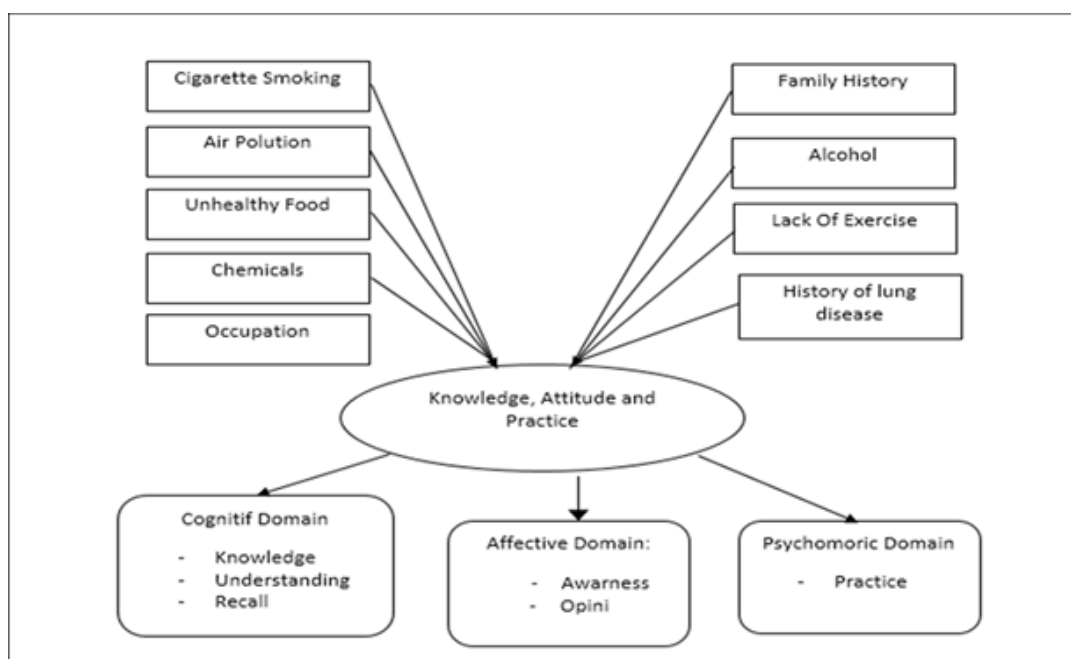 Cigarette Smoking
Air Polution
Unhealthy Food
Chemicals
Occupation
Family History
Alcohol
Lack Of Exercise
History of lung
disease
Knowledge, Attitude and
Practice
Cognitif Domain
- Knowledge
- Understanding
- Recall
Affective Domain:
- Awarness
- Opini
Psychomoric Domain
- Practice